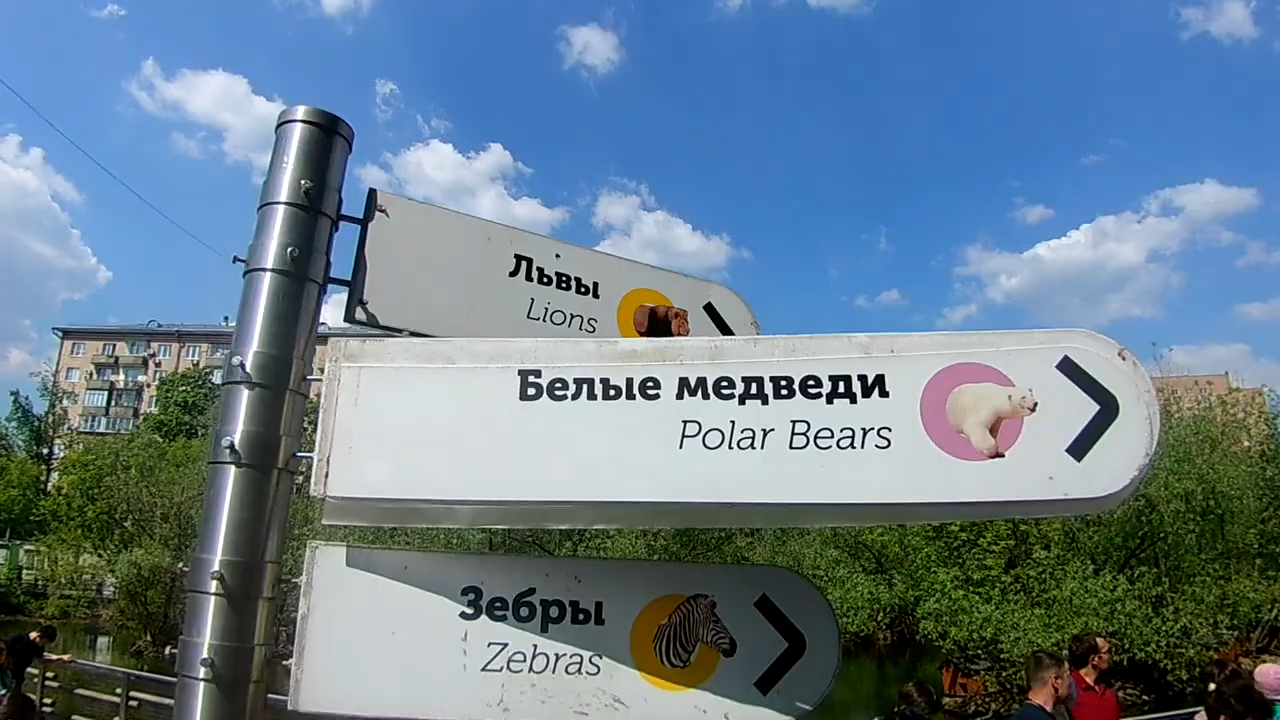 Львы
Lions
Белые медведи
Polar Bears
Зебры
Zebras